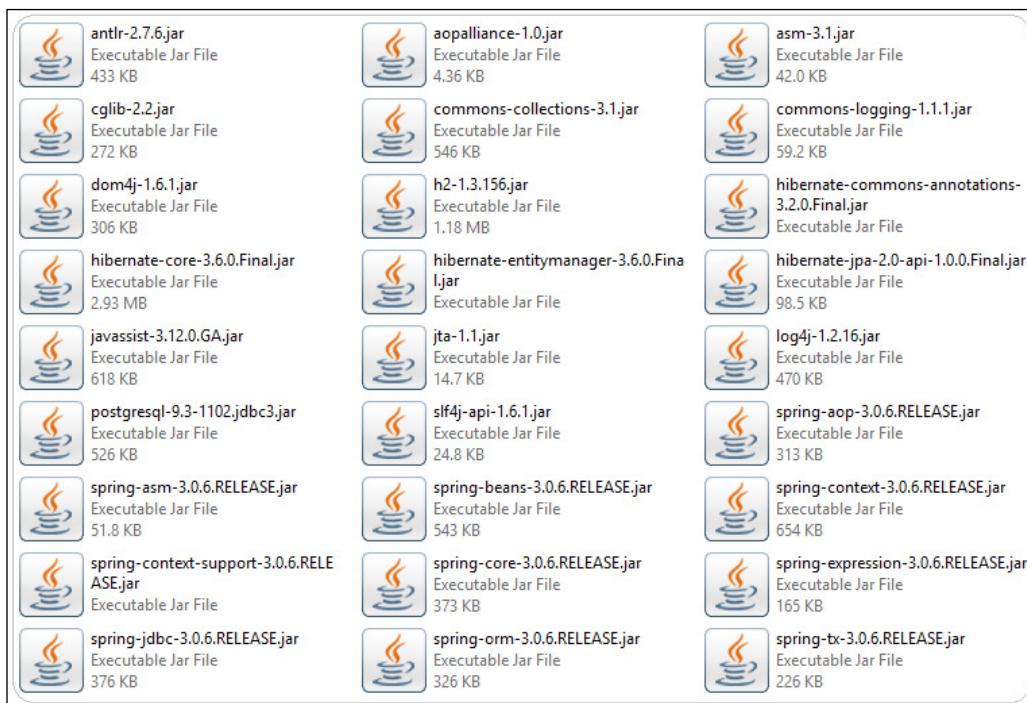 antlr-2.7.6.jar
Executable Jar File
433 KB
aopalliance-1.0.jar
Executable Jar File
4.36 KB
asm-3.1.jar
Executable Jar File
42.0 KB
cglib-2.2.jar
Executable Jar File
272 KB
commons-collections-3.1.jar
Executable Jar File
546 KB
commons-logging-1.1.1.jar
Executable Jar File
59.2 KB
dom4j-1.6.1.jar
Executable Jar File
306 KB
h2-1.3.156.jar
Executable Jar File
1.18 MB
hibernate-commons-annotations-
3.2.0.Final.jar
Executable Jar File
hibernate-core-3.6.0.Final.jar
Executable Jar File
2.93 MB
hibernate-entitymanager-3.6.0.Fina
l.jar
Executable Jar File
hibernate-jpa-2.0-api-1.0.0.Final.jar
Executable Jar File
98.5 KB
javassist-3.12.0.GA.jar
Executable Jar File
618 KB
jta-1.1.jar
Executable Jar File
14.7 KB
log4j-1.2.16.jar
Executable Jar File
470 KB
postgresql-9.3-1102.jdbc3.jar
Executable Jar File
526 KB
slf4j-api-1.6.1.jar
Executable Jar File
24.8 KB
spring-aop-3.0.6.RELEASE.jar
Executable Jar File
313 KB
spring-asm-3.0.6.RELEASE.jar
Executable Jar File
51.8 KB
spring-beans-3.0.6.RELEASE.jar
Executable Jar File
543 KB
spring-context-3.0.6.RELEASE.jar
Executable Jar File
654 KB
spring-context-support-3.0.6.RELE
ASE.jar
Executable Jar File
spring-core-3.0.6.RELEASE.jar
Executable Jar File
373 KB
spring-expression-3.0.6.RELEASE.jar
Executable Jar File
165 KB
spring-jdbc-3.0.6.RELEASE.jar
Executable Jar File
376 KB
spring-orm-3.0.6.RELEASE.jar
Executable Jar File
326 KB
spring-tx-3.0.6.RELEASE.jar
Executable Jar File
226 KB